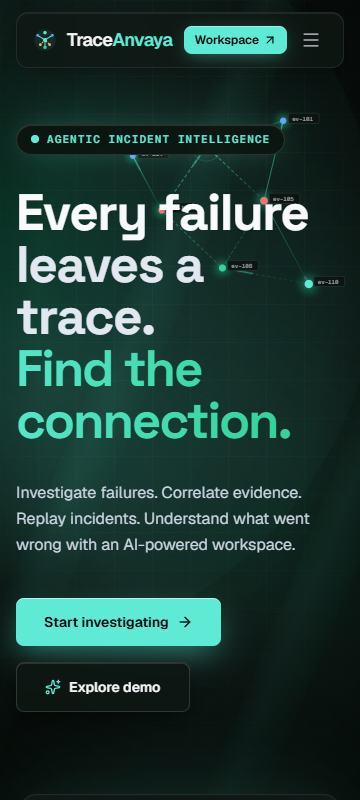 TraceAnvaya
Workspace
ev-101
AGENTIC INCIDENT INTELLIGENCE
ev-105
Every failure
leaves a
ev-108
ev-110
trace.
Find the
connection.
Investigate failures. Correlate evidence.
Replay incidents. Understand what went
wrong with an AI-powered workspace.
Start investigating
Explore demo